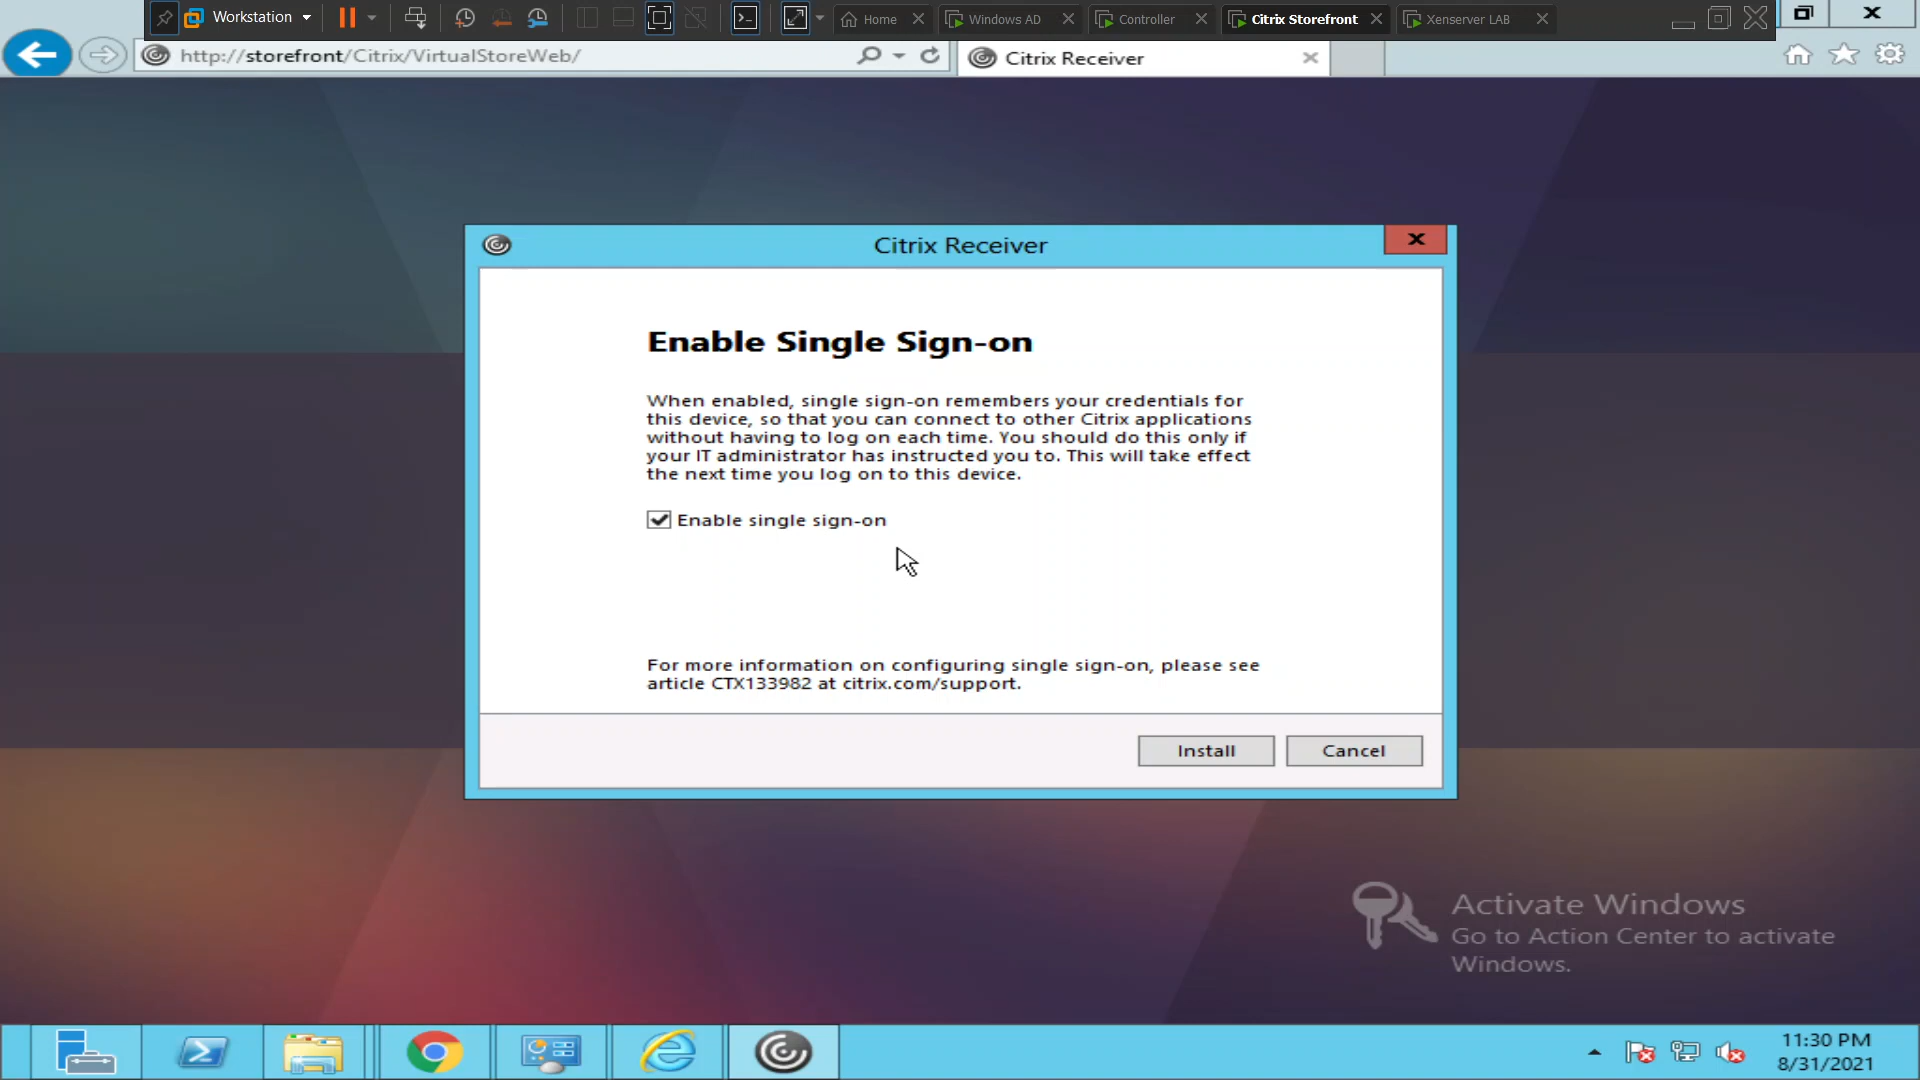 Workstation
Home
Windows AD
Controller
Citrix Storefront
Xenserver LAB
http://storefront/Citrix/VirtualStoreWeb/
Citrix Receiver
Citrix Receiver
Enable Single Sign-on
When enabled, single sign-on remembers your credentials for
this device, so that you can connect to other Citrix applications
without having to log on each time. You should do this only if
your IT administrator has instructed you to. This will take effect
the next time you log on to this device.
Enable single sign-on
For more information on configuring single sign-on, please see
article CTX133982 at citrix.com/support.
Install
Cancel
Activate Windows
Go to Action Center to activate
Windows.
11:30 PM
8/31/2021